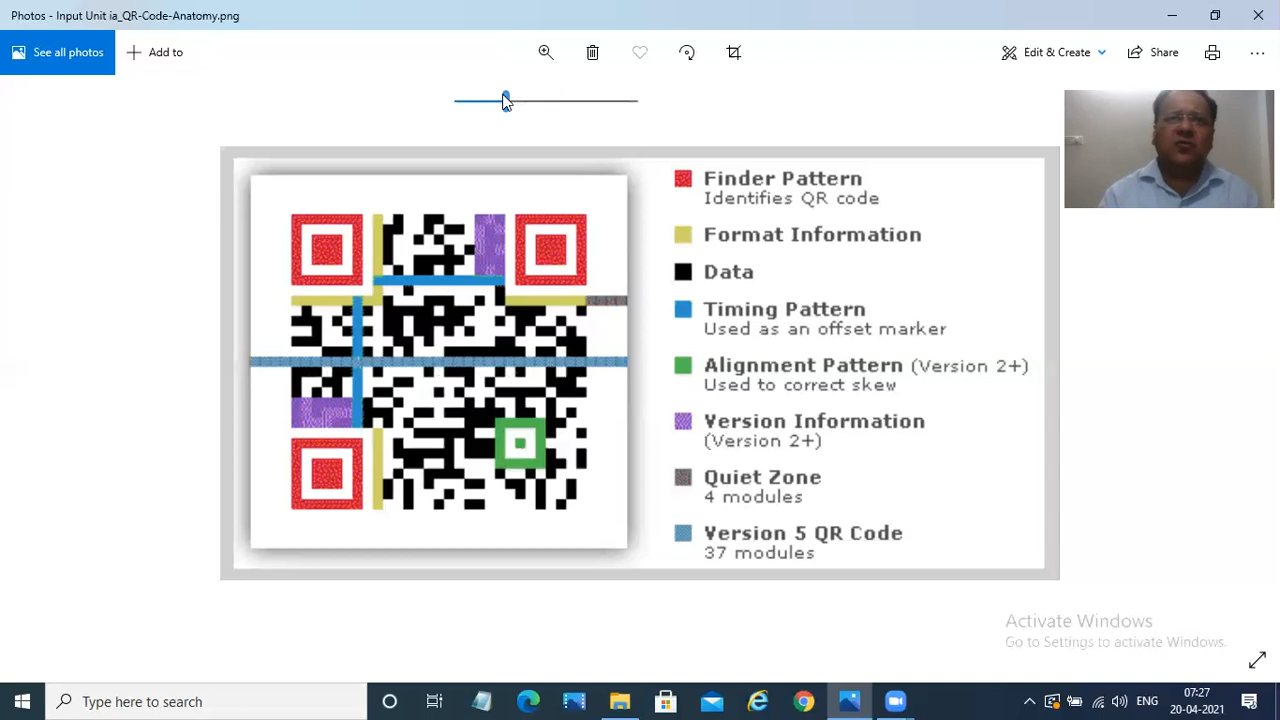 Photos - Input Unit ia_QR-Code-Anatomy.png
See all photos
Add to
Edit & Create
Share
Finder Pattern
Identifies QR code
Format Information
Data
Timing Pattern
Used as an offset marker
Alignment Pattern (Version 2+)
Used to correct skew
Version Information
(Version 2+)
Quiet Zone
4 modules
Version 5 QR Code
37 modules
Activate Windows
Go to Settings to activate Windows.
Type here to search
ENG
07:27
20-04-2021